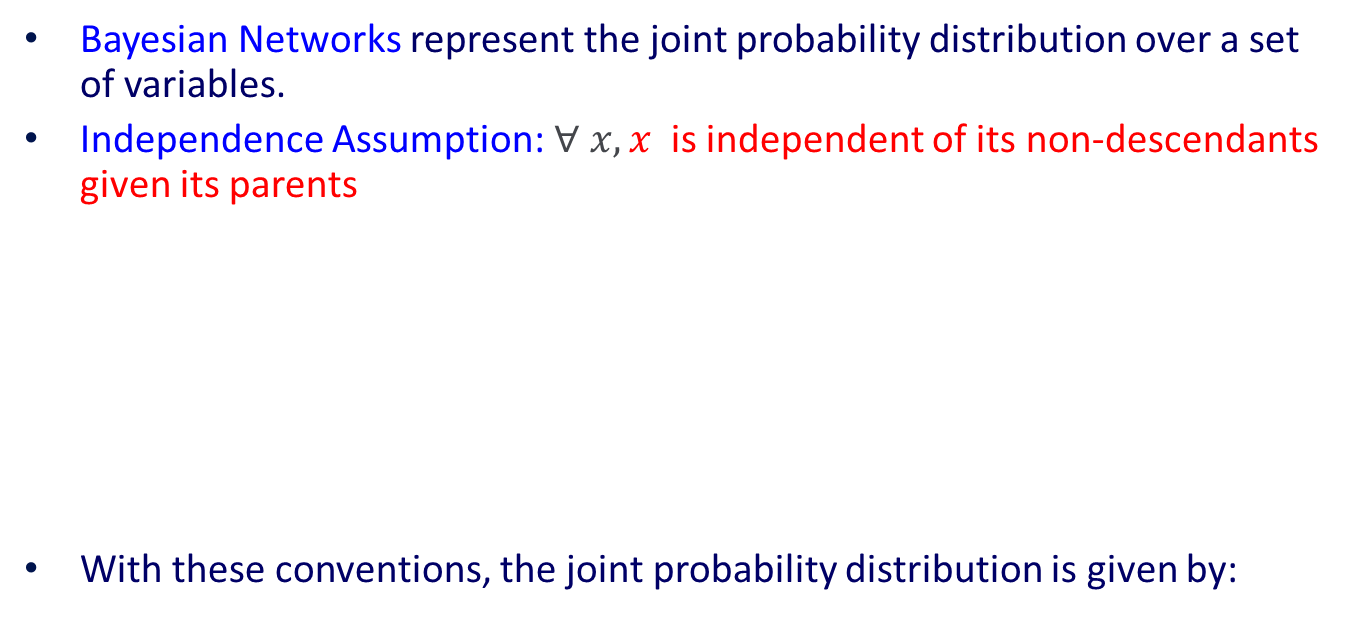 • Bayesian Networks represent the joint probability distribution over a set
of variables.
• Independence Assumption: ∀ x, x is independent of its non-descendants
given its parents
• With these conventions, the joint probability distribution is given by: